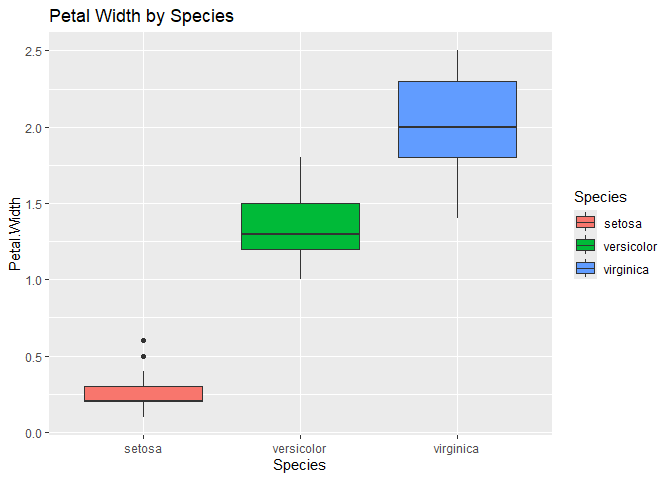 Petal Width by Species
2.5
2.0
1.5
1.0
0.5
0.0
Petal.Width
setosa versicolor virginica
Species
Species
setosa
versicolor
virginica